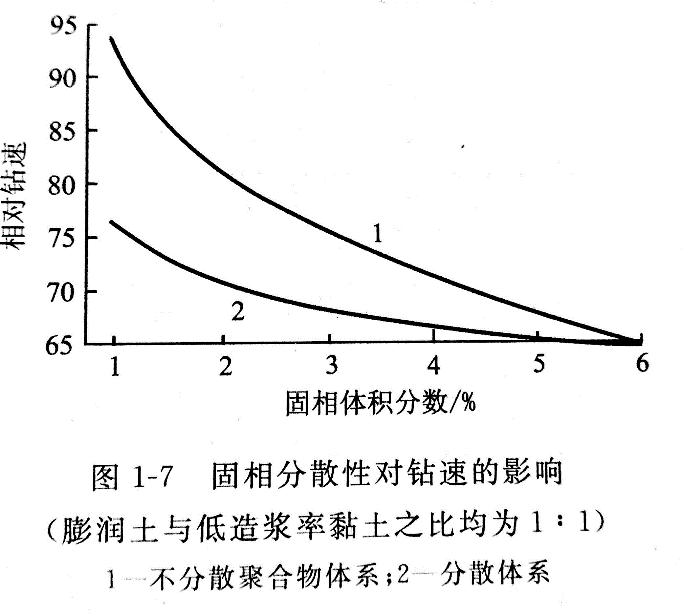 95
90
85
80
75
70
65
相对钻速
1
2
1 2 3 4 5 6
固相体积分数/%
图 1-7 固相分散性对钻速的影响
（膨润土与低造浆率黏土之比均为 1：1）
1—不分散聚合物体系；2—分散体系